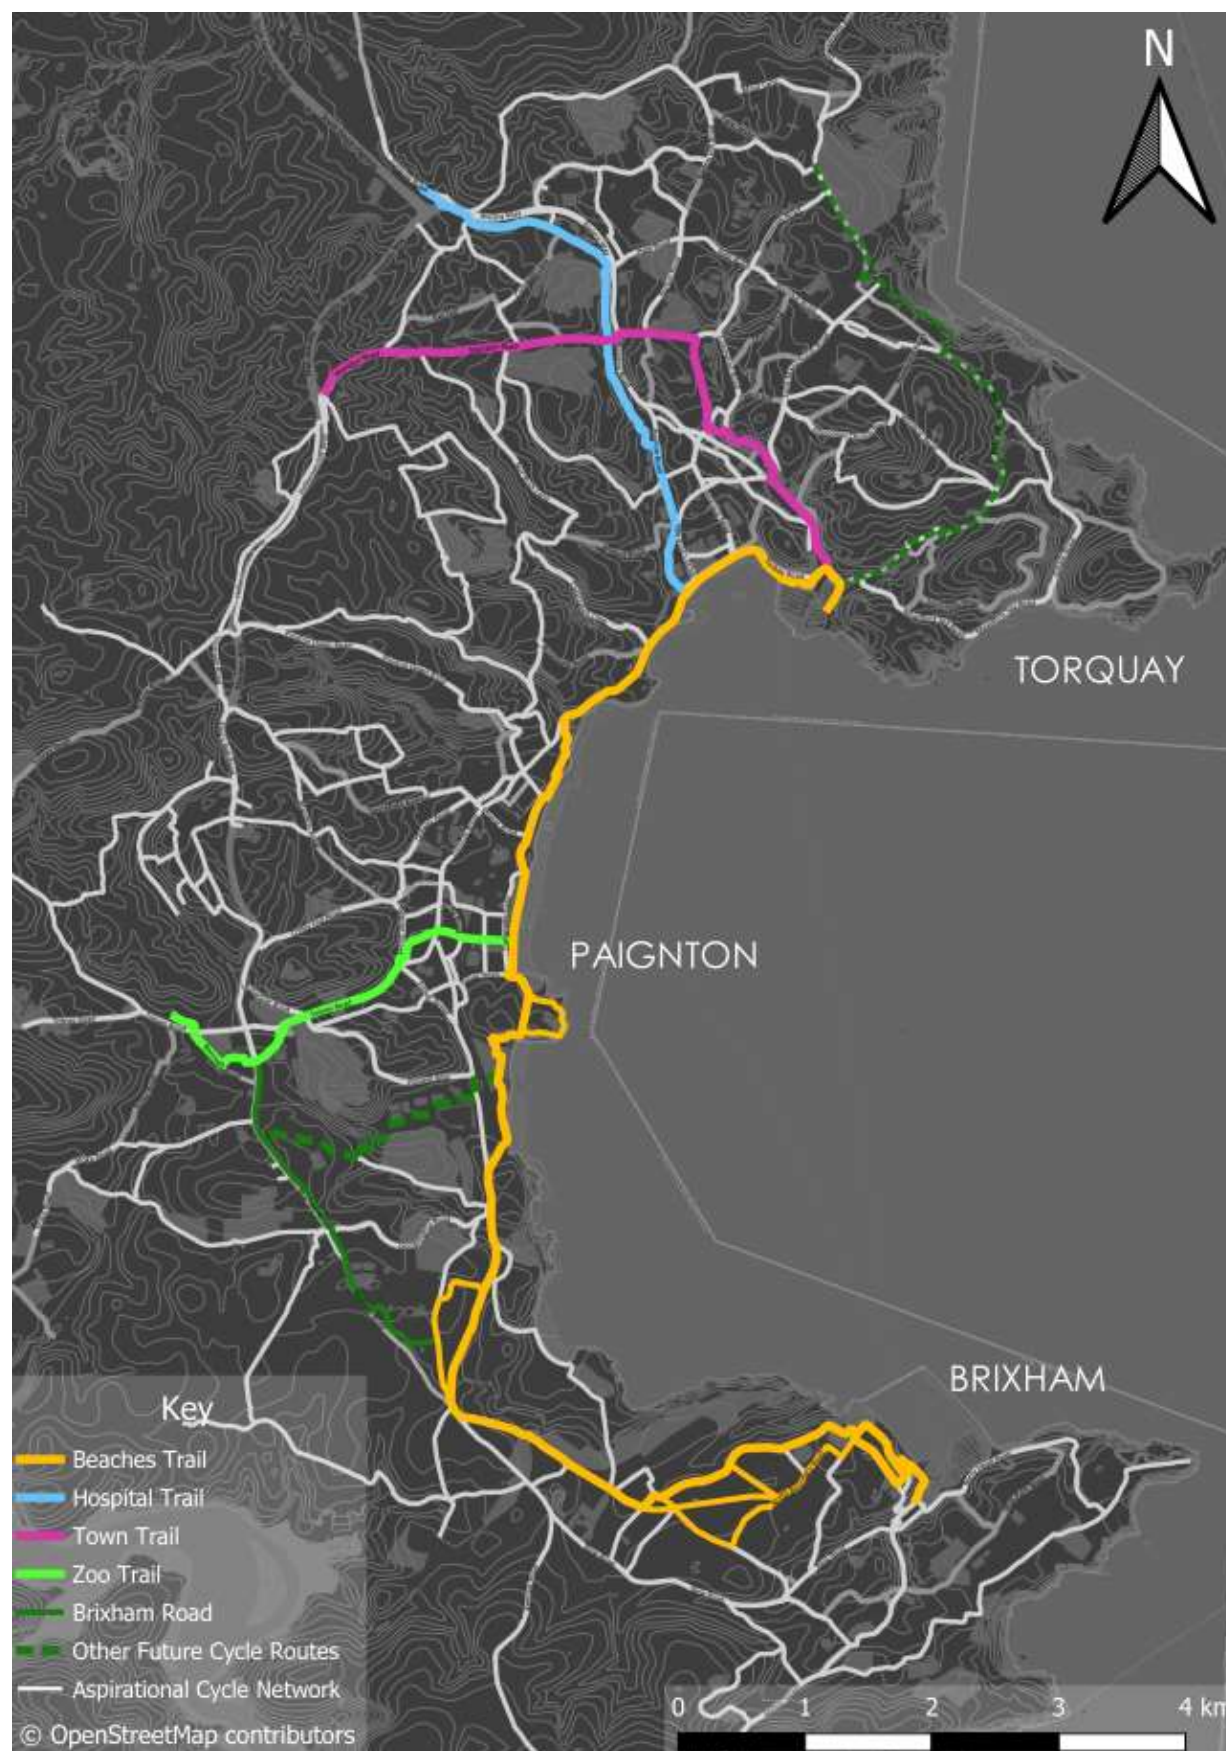 N
TORQUAY
PAIGNTON
BRIXHAM
Key
Beaches Trail
Hospital Trail
Town Trail
Zoo Trail
Brixham Road
Other Future Cycle Routes
Aspirational Cycle Network
© OpenStreetMap contributors
0 1 2 3 4 km